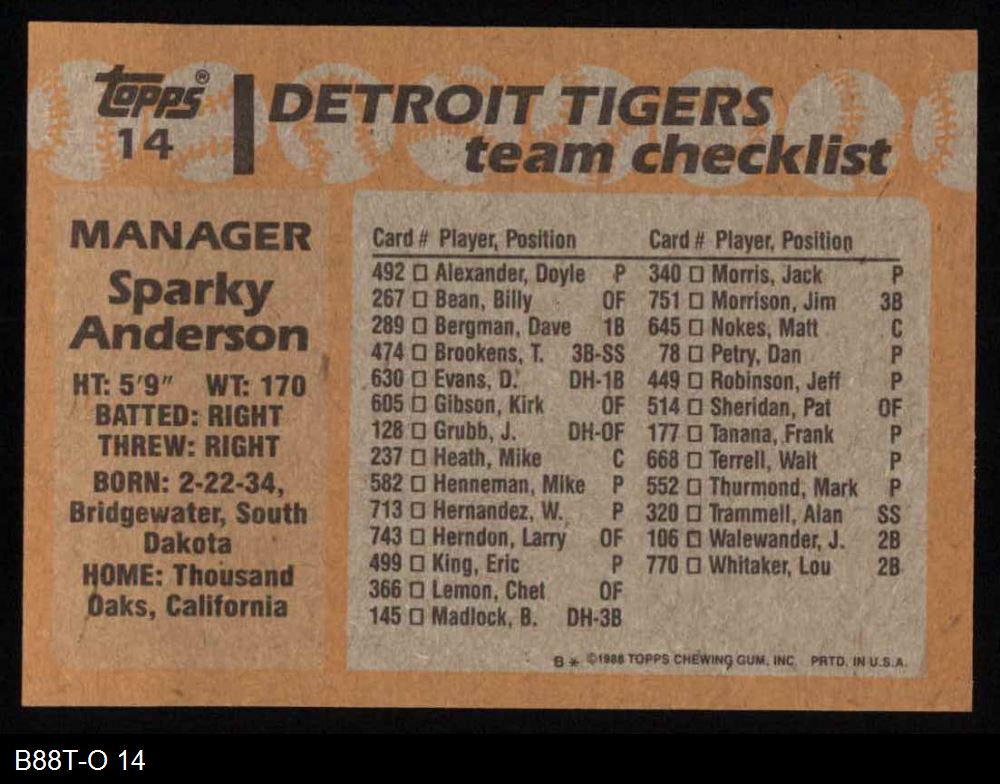 topps®
14
DETROIT TIGERS
team checklist
MANAGER
Sparky
Anderson
HT: 5'9" WT: 170
BATTED: RIGHT
THREW: RIGHT
BORN: 2-22-34,
Bridgewater, South
Dakota
HOME: Thousand
Oaks, California
Card # Player, Position
492 □ Alexander, Doyle P
267 □ Bean, Billy OF
289 □ Bergman, Dave 1B
474 □ Brookens, T. 3B-SS
630 □ Evans, D. DH-1B
605 □ Gibson, Kirk OF
128 □ Grubb, J. DH-OF
237 □ Heath, Mike C
582 □ Henneman, Mike P
713 □ Hernandez, W. P
743 □ Herndon, Larry OF
499 □ King, Eric P
366 □ Lemon, Chet OF
145 □ Madlock, B. DH-3B
Card # Player, Position
340 □ Morris, Jack P
751 □ Morrison, Jim 3B
645 □ Nokes, Matt C
78 □ Petry, Dan P
449 □ Robinson, Jeff P
514 □ Sheridan, Pat OF
177 □ Tanana, Frank P
668 □ Terrell, Walt P
552 □ Thurmond, Mark P
320 □ Trammell, Alan SS
106 □ Walewander, J. 2B
770 □ Whitaker, Lou 2B
B * ©1988 TOPPS CHEWING GUM, INC. PRTD. IN U.S.A.
B88T-O 14